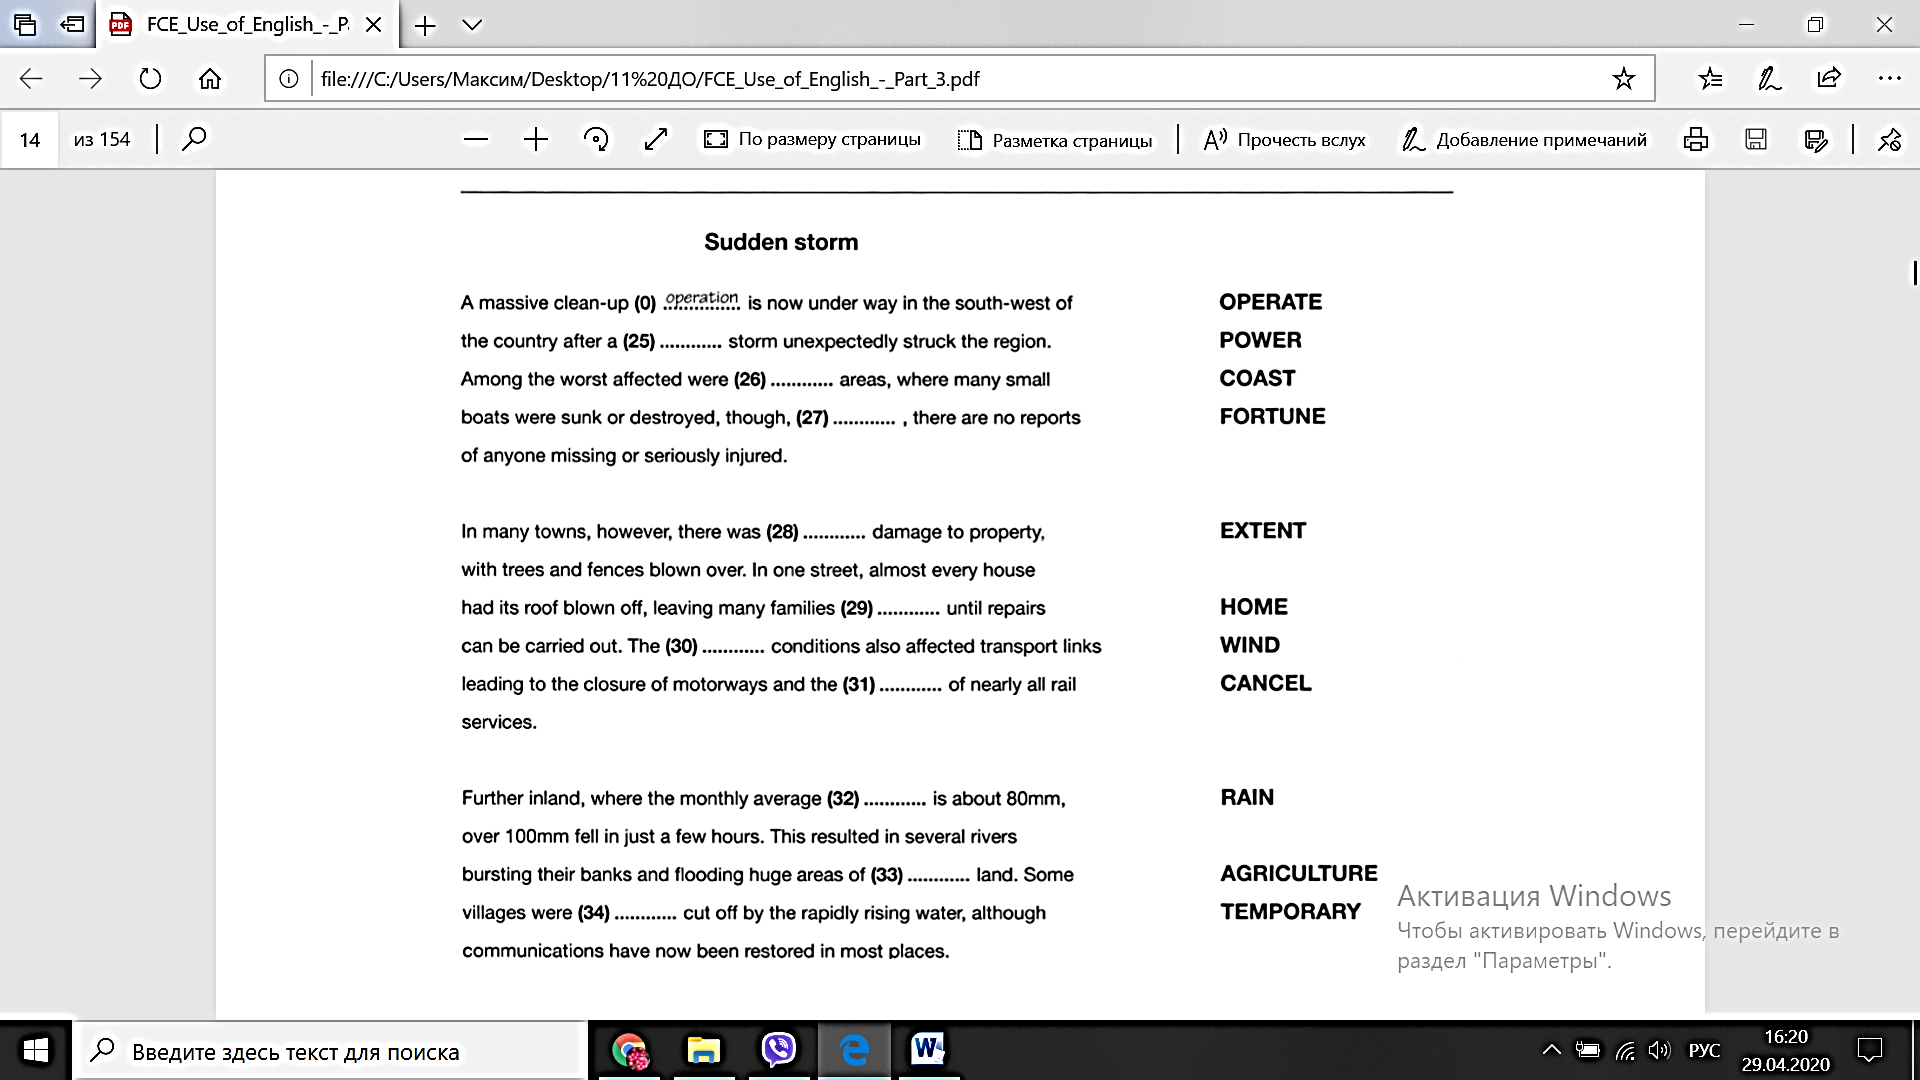 FCE_Use_of_English_-_P
file:///C:/Users/Максим/Desktop/11%20ДО/FCE_Use_of_English_-_Part_3.pdf
14 из 154 По размеру страницы Разметка страницы Прочесть вслух Добавление примечаний
Sudden storm
A massive clean-up (0) operation is now under way in the south-west of OPERATE
the country after a (25) ............ storm unexpectedly struck the region. POWER
Among the worst affected were (26) ............ areas, where many small COAST
boats were sunk or destroyed, though, (27) ............ , there are no reports FORTUNE
of anyone missing or seriously injured.
In many towns, however, there was (28) ............ damage to property, EXTENT
with trees and fences blown over. In one street, almost every house
had its roof blown off, leaving many families (29) ............ until repairs HOME
can be carried out. The (30) ............ conditions also affected transport links WIND
leading to the closure of motorways and the (31) ............ of nearly all rail CANCEL
services.
Further inland, where the monthly average (32) ............ is about 80mm, RAIN
over 100mm fell in just a few hours. This resulted in several rivers
bursting their banks and flooding huge areas of (33) ............ land. Some AGRICULTURE
villages were (34) ............ cut off by the rapidly rising water, although TEMPORARY
communications have now been restored in most places.
Активация Windows
Чтобы активировать Windows, перейдите в
раздел "Параметры".
Введите здесь текст для поиска
РУС
16:20
29.04.2020